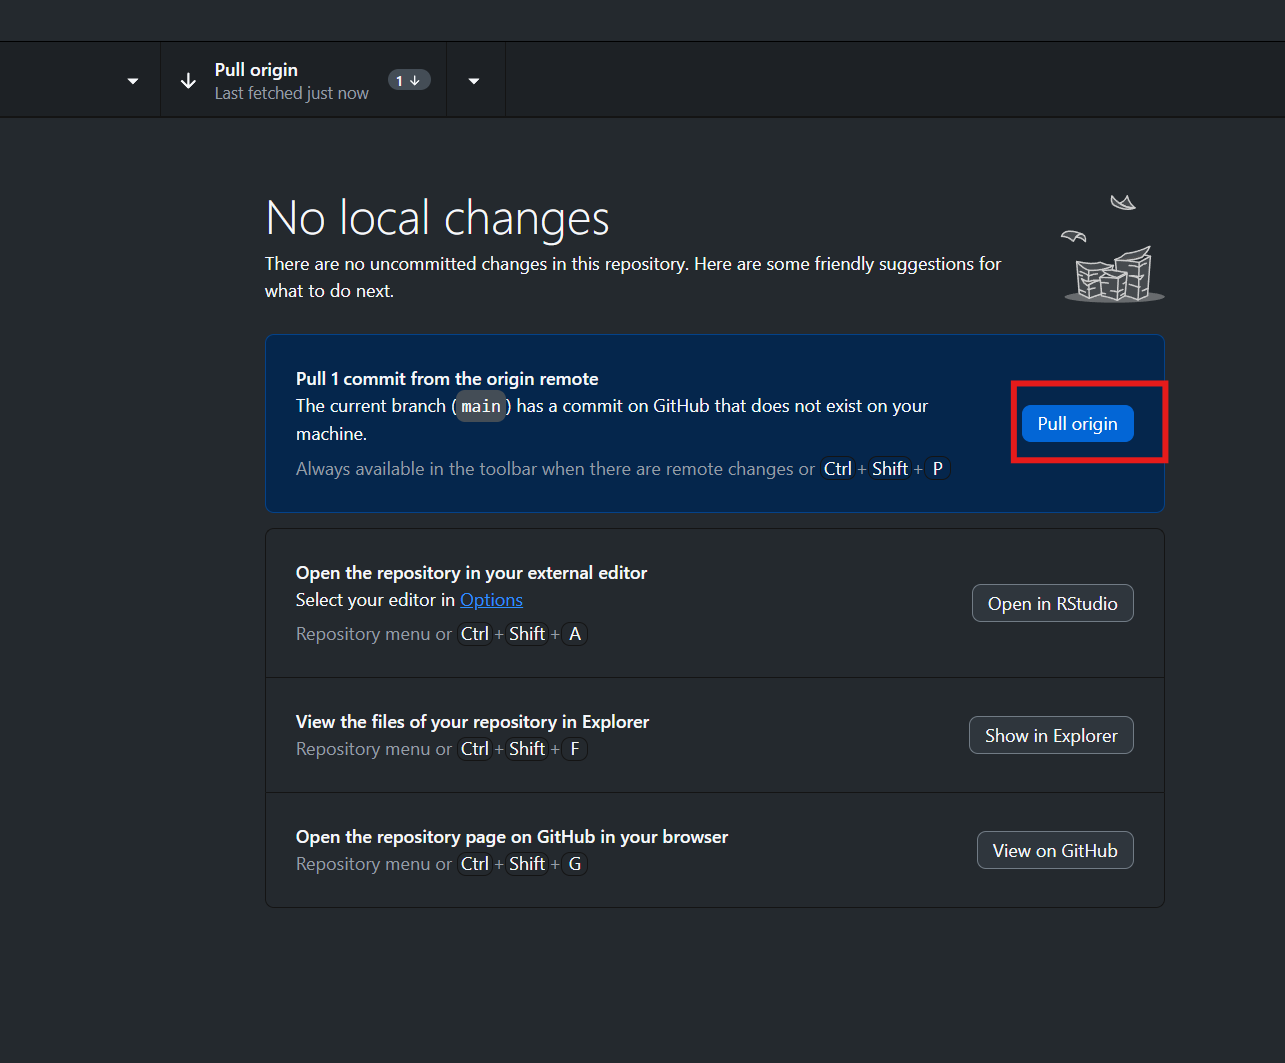 Pull origin
Last fetched just now
1
No local changes
There are no uncommitted changes in this repository. Here are some friendly suggestions for
what to do next.
Pull 1 commit from the origin remote
The current branch (main) has a commit on GitHub that does not exist on your
machine.
Always available in the toolbar when there are remote changes or Ctrl + Shift + P
Pull origin
Open the repository in your external editor
Select your editor in Options
Repository menu or Ctrl + Shift + A
Open in RStudio
View the files of your repository in Explorer
Repository menu or Ctrl + Shift + F
Show in Explorer
Open the repository page on GitHub in your browser
Repository menu or Ctrl + Shift + G
View on GitHub